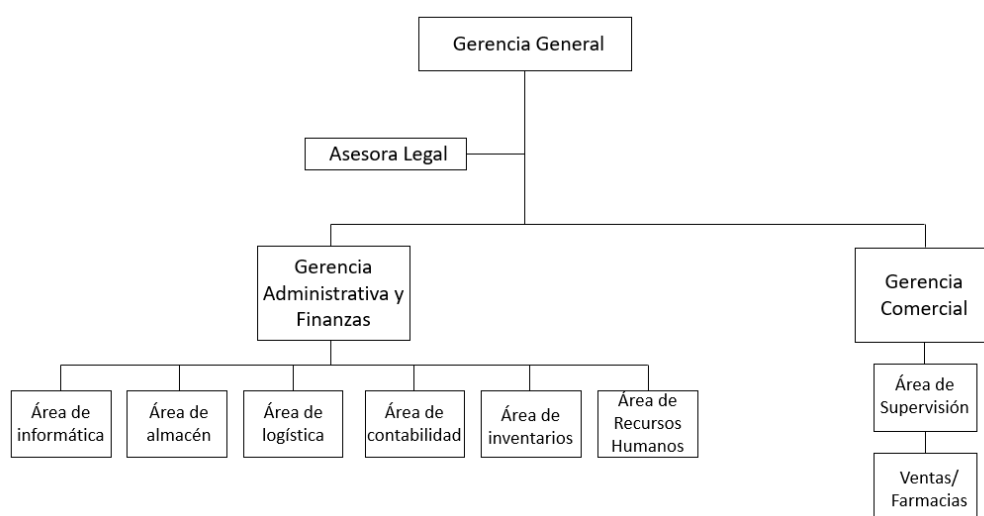 Gerencia General
Asesora Legal
Gerencia
Administrativa y
Finanzas
Gerencia
Comercial
Área de
informática
Área de
almacén
Área de
logística
Área de
contabilidad
Área de
inventarios
Área de
Recursos
Humanos
Área de
Supervisión
Ventas/
Farmacias